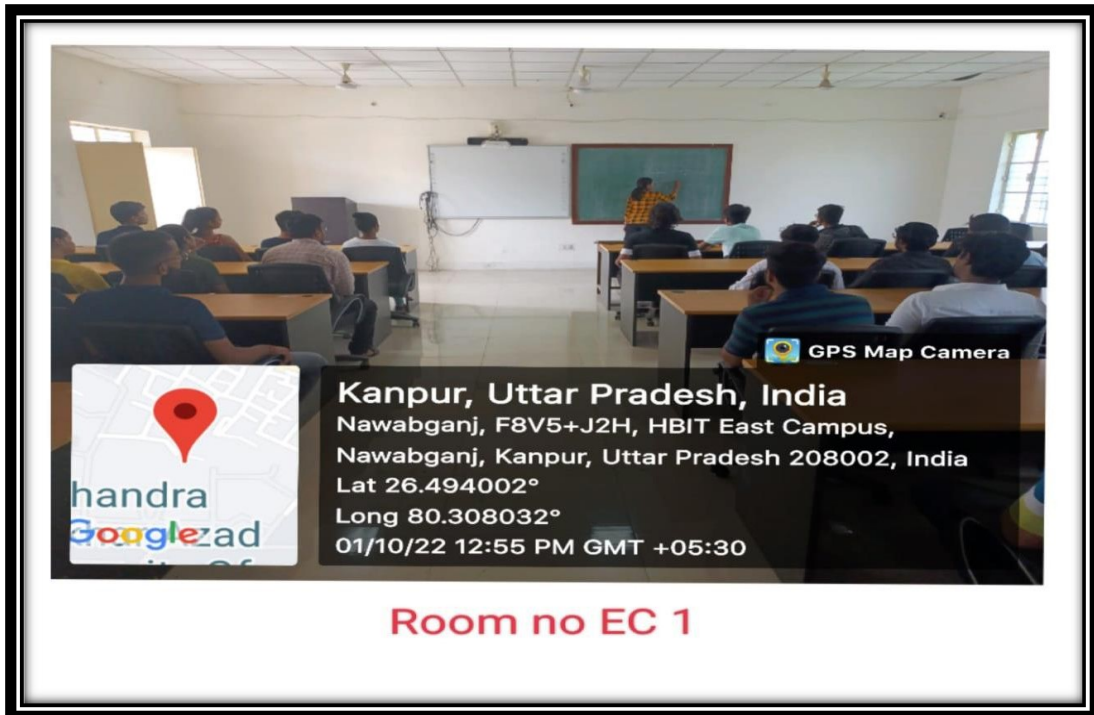 GPS Map Camera
Kanpur, Uttar Pradesh, India
Nawabganj, F8V5+J2H, HBIT East Campus,
Nawabganj, Kanpur, Uttar Pradesh 208002, India
Lat 26.494002°
Long 80.308032°
01/10/22 12:55 PM GMT +05:30
handra
Google
zad
Room no EC 1